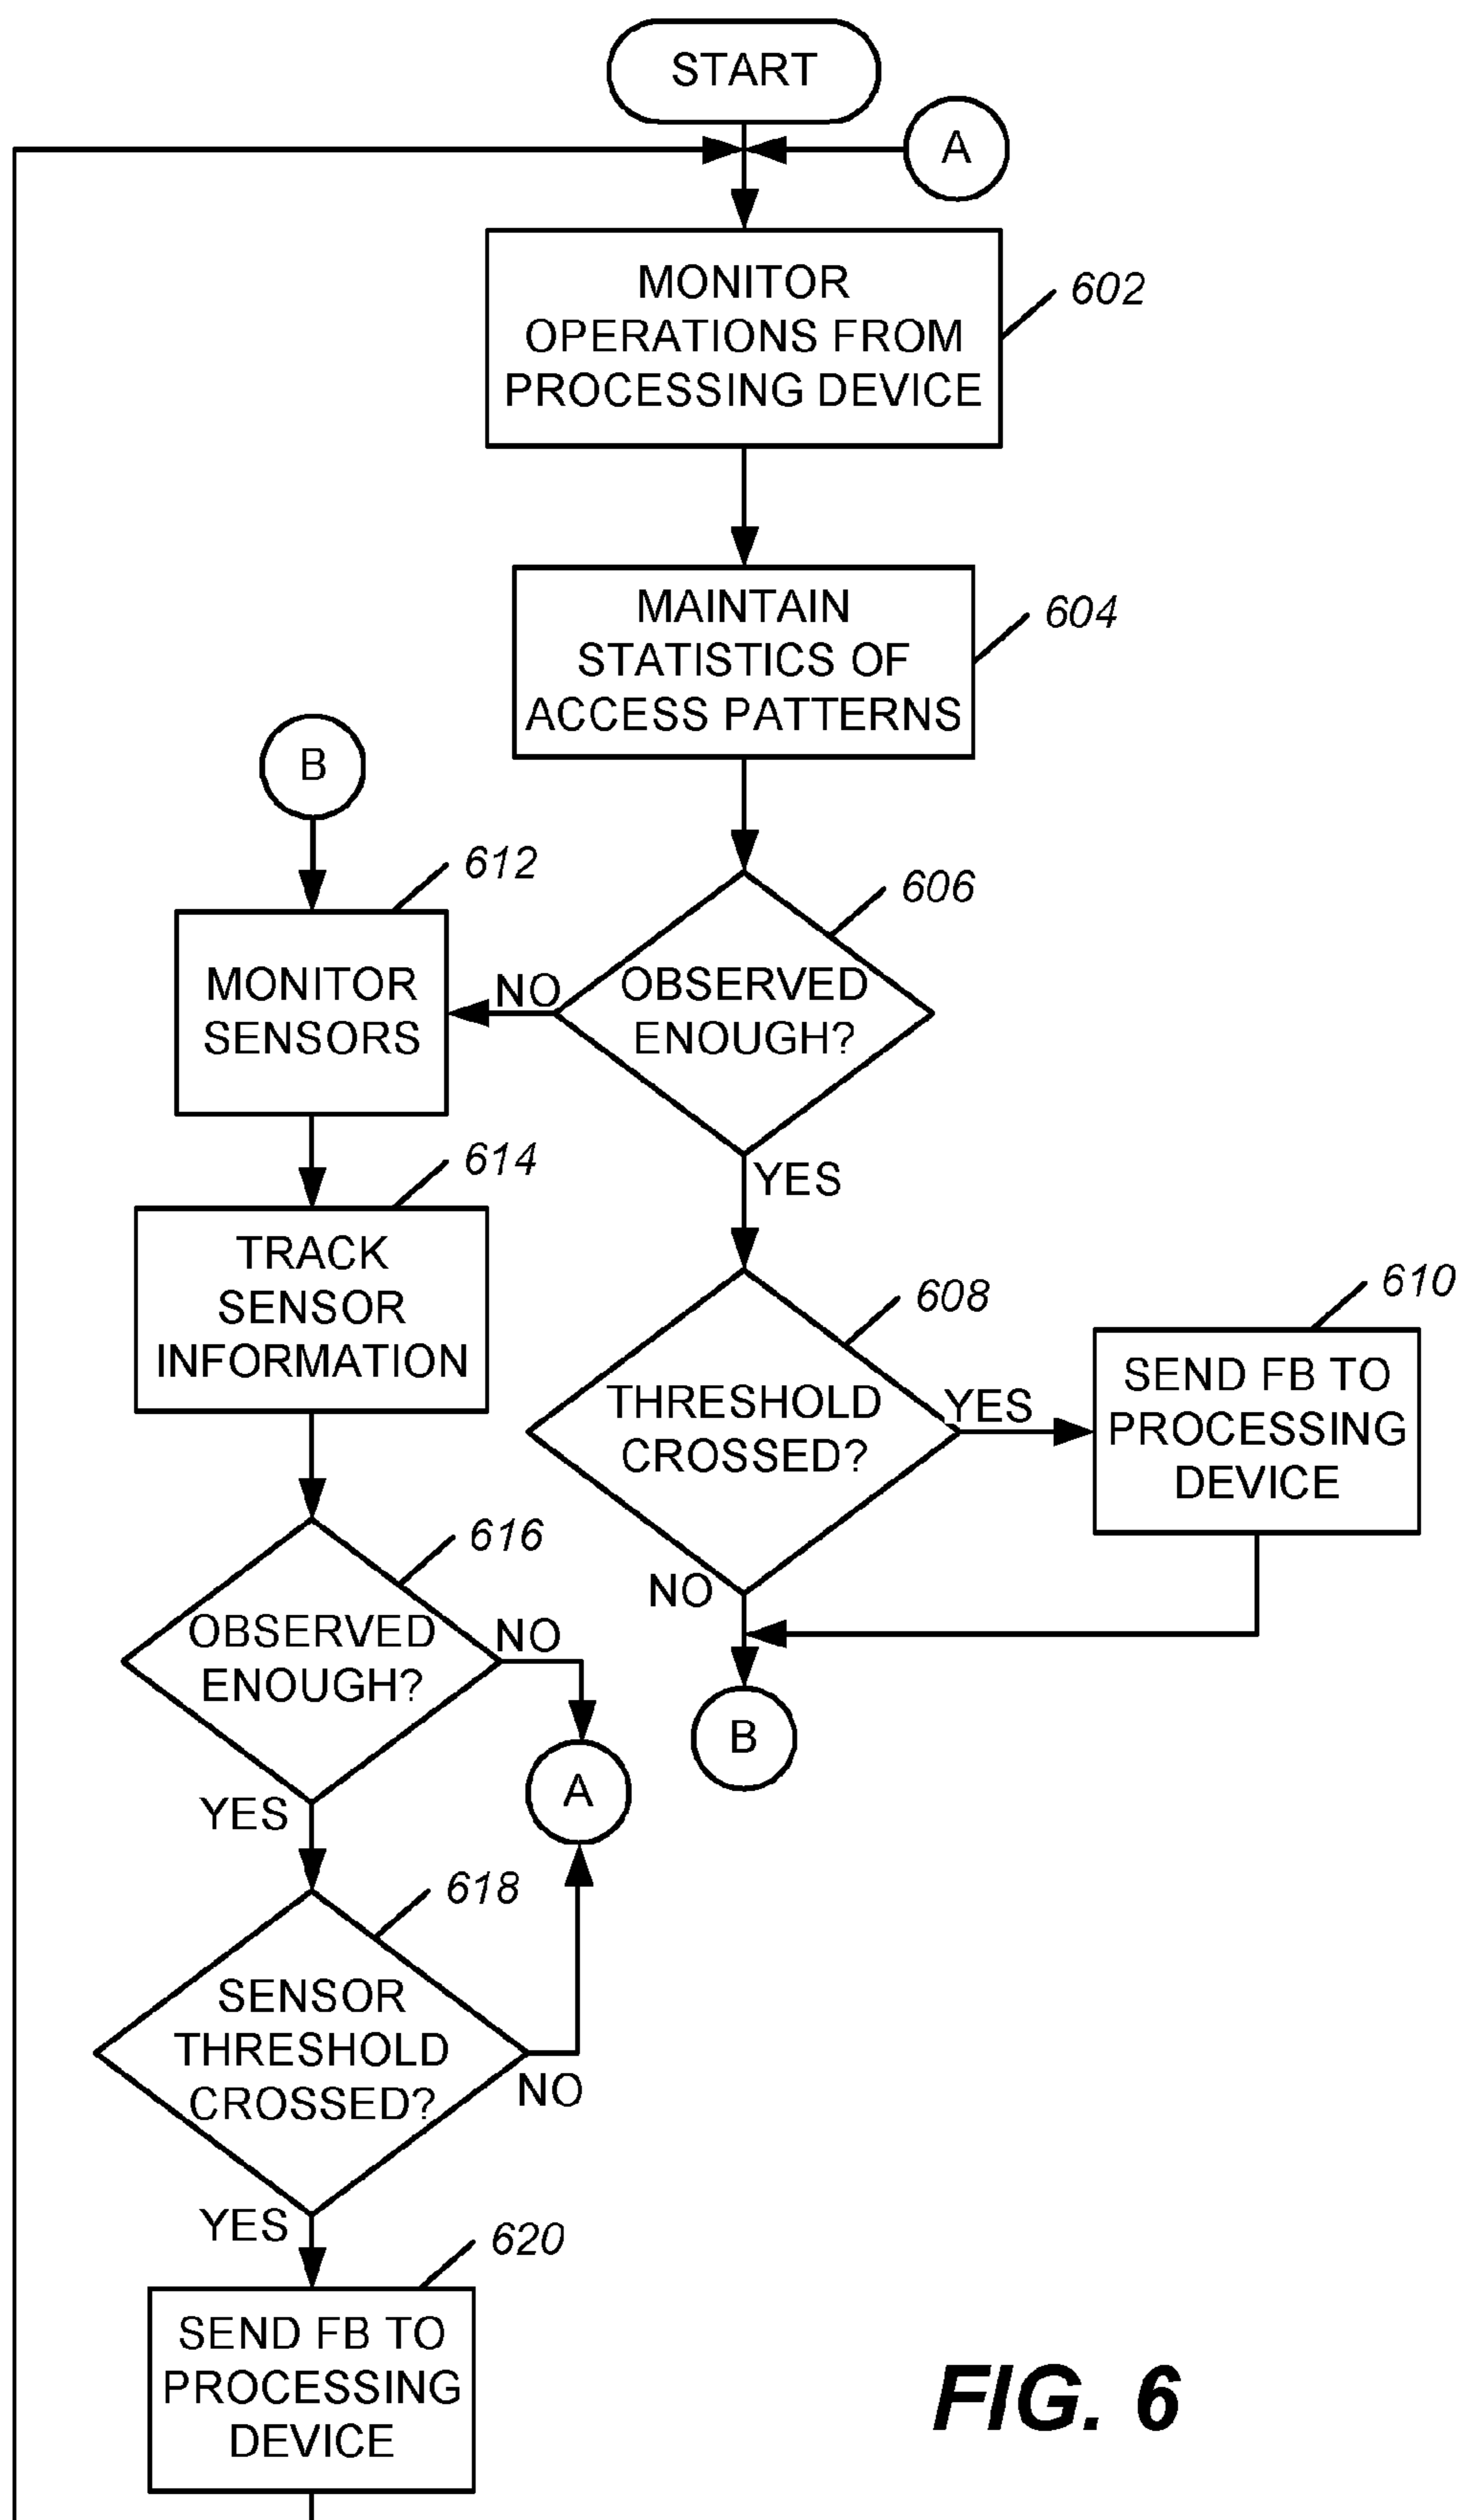 START
A
MONITOR
OPERATIONS FROM
PROCESSING DEVICE
602
MAINTAIN
STATISTICS OF
ACCESS PATTERNS
604
B
612
MONITOR
SENSORS
606
OBSERVED
ENOUGH?
NO
YES
614
TRACK
SENSOR
INFORMATION
608
THRESHOLD
CROSSED?
YES
NO
610
SEND FB TO
PROCESSING
DEVICE
B
616
OBSERVED
ENOUGH?
NO
YES
A
618
SENSOR
THRESHOLD
CROSSED?
NO
YES
620
SEND FB TO
PROCESSING
DEVICE
FIG. 6